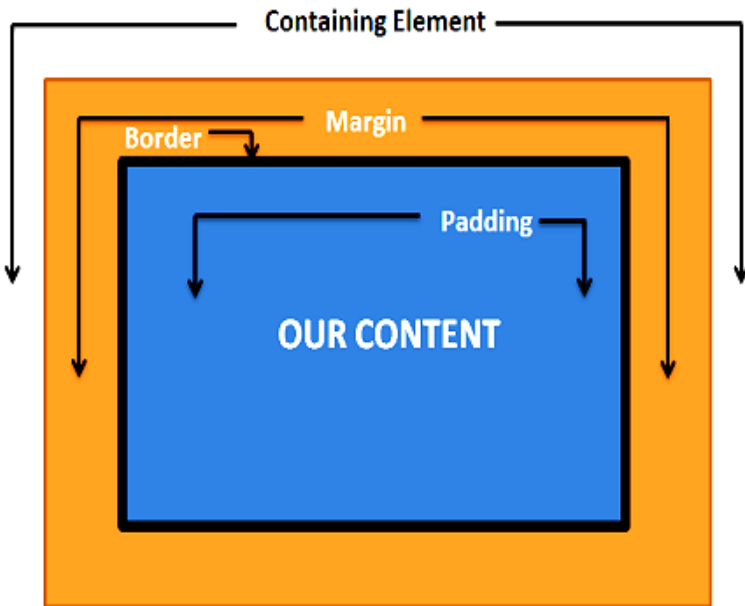 Containing Element
Margin
Border
Padding
OUR CONTENT